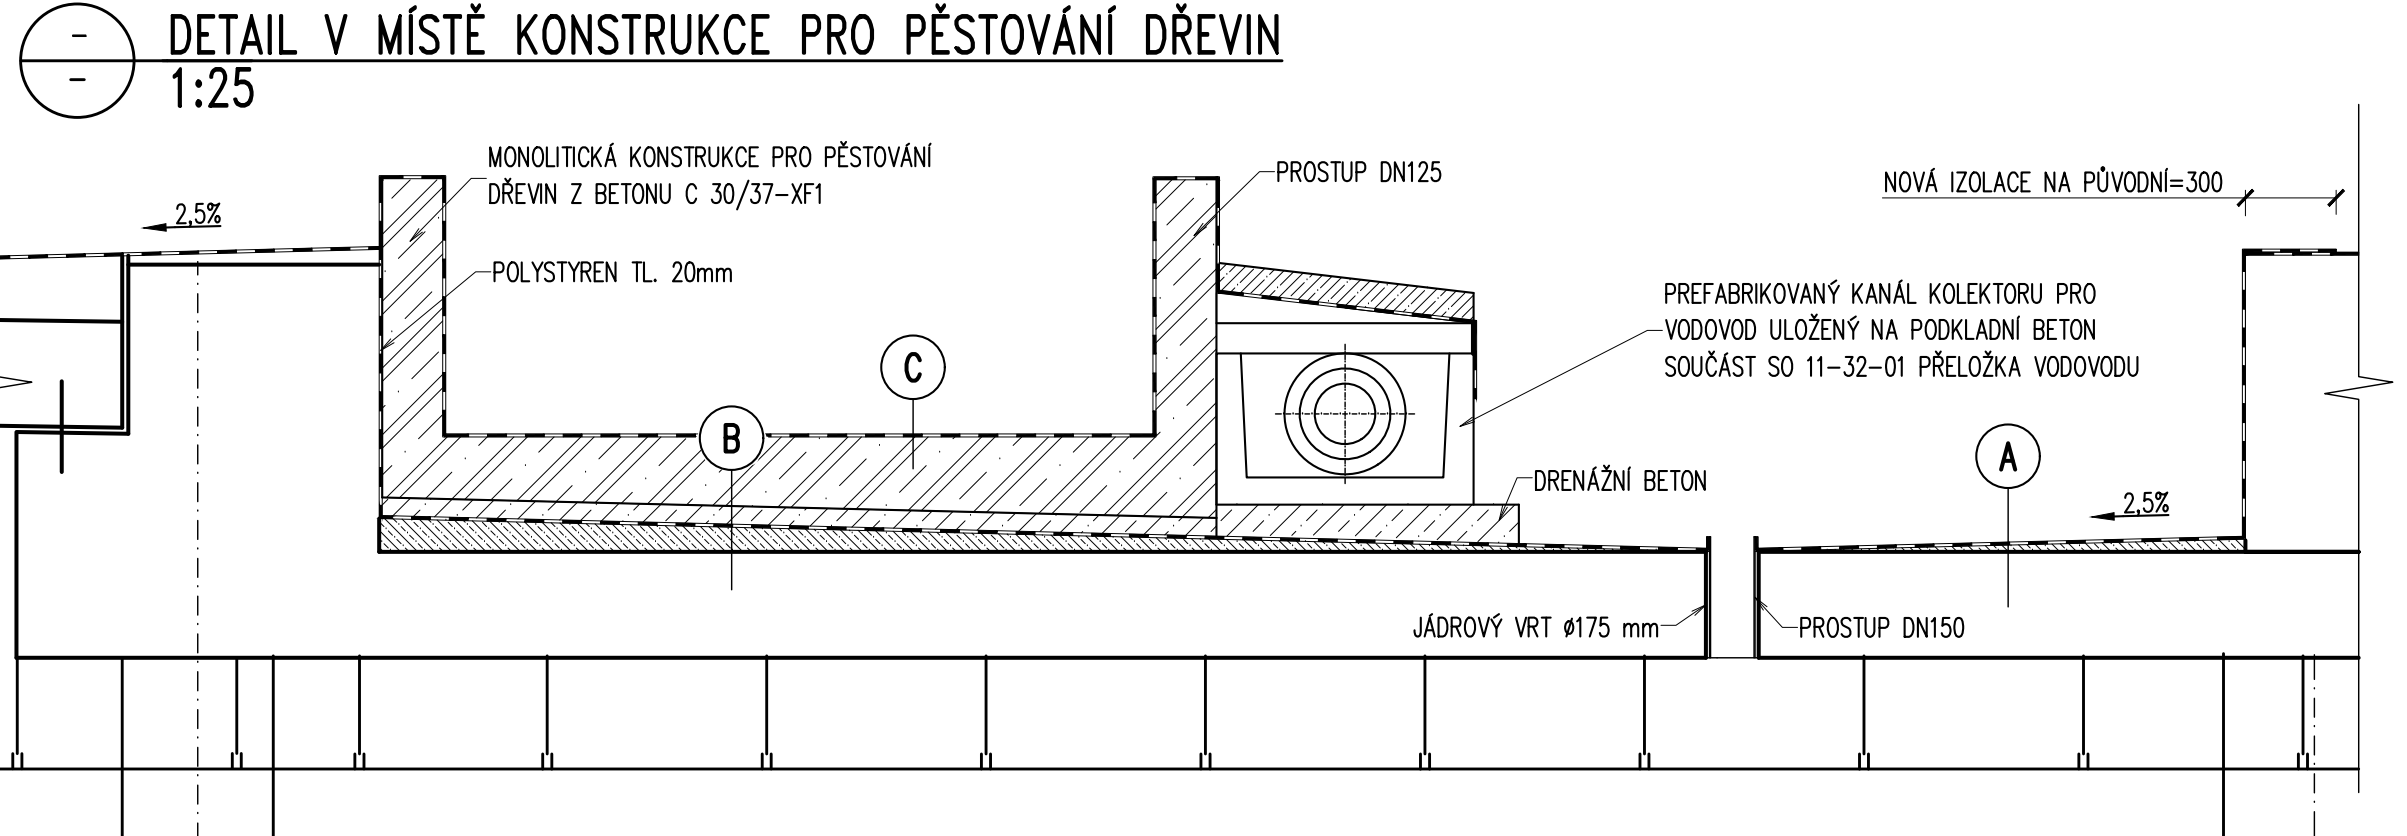 -
-
DETAIL V MÍSTĚ KONSTRUKCE PRO PĚSTOVÁNÍ DŘEVIN
1:25
MONOLITICKÁ KONSTRUKCE PRO PĚSTOVÁNÍ
DŘEVIN Z BETONU C 30/37-XF1
PROSTUP DN125
NOVÁ IZOLACE NA PŮVODNÍ=300
2,5%
POLYSTYREN TL. 20mm
PREFABRIKOVANÝ KANÁL KOLEKTORU PRO
VODOVOD ULOŽENÝ NA PODKLADNÍ BETON
SOUČÁST SO 11-32-01 PŘELOŽKA VODOVODU
C
B
A
DRENÁŽNÍ BETON
2,5%
JÁDROVÝ VRT ø175 mm
PROSTUP DN150